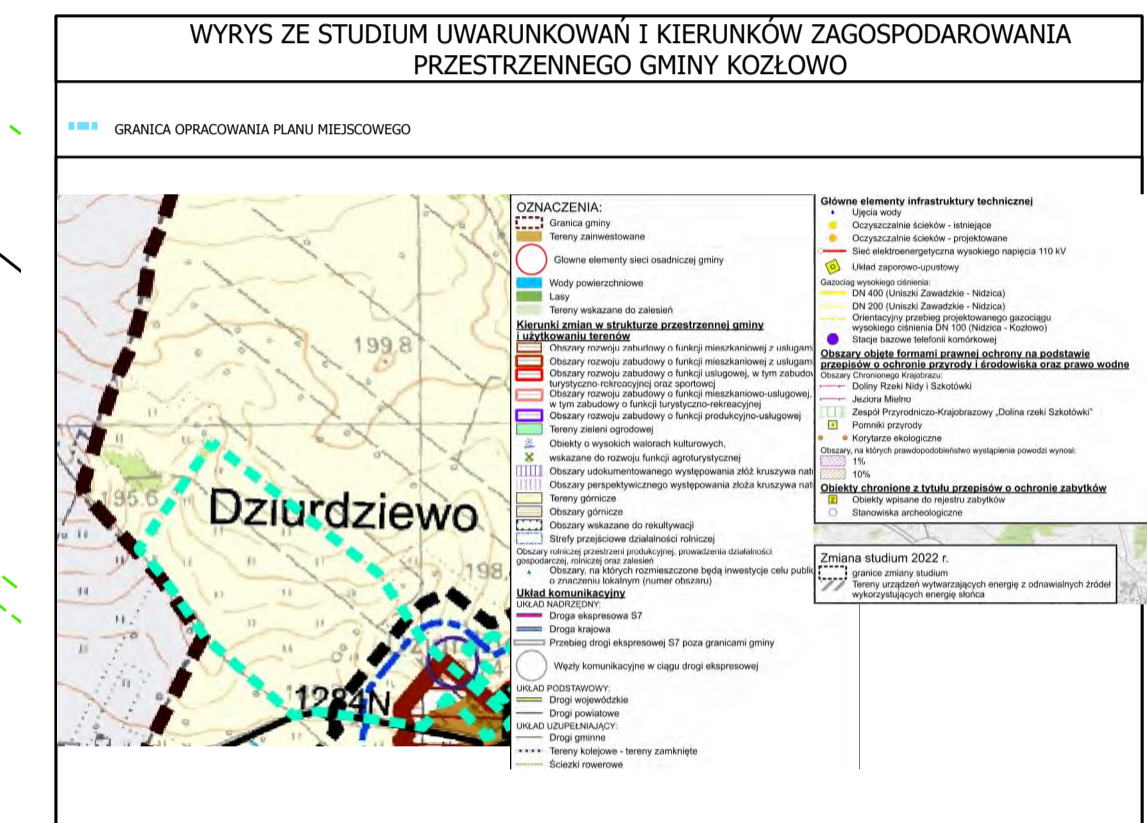 WYRYS ZE STUDIUM UWARUNKOWAŃ I KIERUNKÓW ZAGOSPODAROWANIA
PRZESTRZENNEGO GMINY KOZŁOWO
GRANICA OPRACOWANIA PLANU MIEJSCOWEGO
199,8
195.6
Dziurdziewo
198,
1284N
OZNACZENIA:
Granica gminy
Tereny zainwestowane
Glowne elementy sieci osadniczej gminy
Wody powierzchniowe
Lasy
Tereny wskazane do zalesień
Kierunki zmian w strukturze przestrzennej gminy
i użytkowaniu terenów
Obszary rozwoju zabudowy o funkcji mieszkaniowej z usługam
Obszary rozwoju zabudowy o funkcji mieszkaniowej z usługam
Obszary rozwoju zabudowy o funkcji usługowej, w tym zabudov
turystyczno-rekreacyjnej oraz sportowej
Obszary rozwoju zabudowy o funkcji mieszkaniowo-usługowej,
w tym zabudowy o funkcji turystyczno-rekreacyjnej
Obszary rozwoju zabudowy o funkcji produkcyjno-usługowej
Tereny zieleni ogrodowej
Obiekty o wysokich walorach kulturowych,
wskazane do rozwoju funkcji agroturystycznej
Obszary udokumentowanego występowania złóż kruszywa natu
Obszary perspektywicznego występowania złoża kruszywa natu
Tereny górnicze
Obszary górnicze
Obszary wskazane do rekultywacji
Strefy przejściowe działalności rolniczej
Obszary rolniczej przestrzeni produkcyjnej, prowadzenia działalności
gospodarczej, rolniczej oraz zalesień
Obszary, na których rozmieszczone będą inwestycje celu public
o znaczeniu lokalnym (numer obszaru)
Układ komunikacyjny
UKŁAD NADRZĘDNY:
Droga ekspresowa S7
Droga krajowa
Przebieg drogi ekspresowej S7 poza granicami gminy
Węzły komunikacyjne w ciągu drogi ekspresowej
UKŁAD PODSTAWOWY:
Drogi wojewódzkie
Drogi powiatowe
UKŁAD UZUPEŁNIAJĄCY:
Drogi gminne
Tereny kolejowe - tereny zamknięte
Ściezki rowerowe
Główne elementy infrastruktury technicznej
Ujęcia wody
Oczyszczalnie ścieków - istniejące
Oczyszczalnie ścieków - projektowane
Sieć elektroenergetyczna wysokiego napięcia 110 kV
Układ zaporowo-upustowy
Gazociąg wysokiego ciśnienia:
DN 400 (Uniszki Zawadzkie - Nidzica)
DN 200 (Uniszki Zawadzkie - Nidzica)
Orientacyjny przebieg projektowanego gazociągu
wysokiego ciśnienia DN 100 (Nidzica - Kozłowo)
Stacje bazowe telefonii komórkowej
Obszary objęte formami prawnej ochrony na podstawie
przepisów o ochronie przyrody i środowiska oraz prawo wodne
Obszary Chronionego Krajobrazu:
Doliny Rzeki Nidy i Szkotówki
Jeziora Mielno
Zespół Przyrodniczo-Krajobrazowy „Dolina rzeki Szkotówki"
Pomniki przyrody
Korytarze ekologiczne
Obszary, na których prawdopodobieństwo wystąpienia powodzi wynosi:
1%
10%
Obiekty chronione z tytułu przepisów o ochronie zabytków
Obiekty wpisane do rejestru zabytków
Stanowiska archeologiczne
Zmiana studium 2022 r.
granice zmiany studium
Tereny urządzeń wytwarzających energię z odnawialnych źródeł
wykorzystujących energię słońca